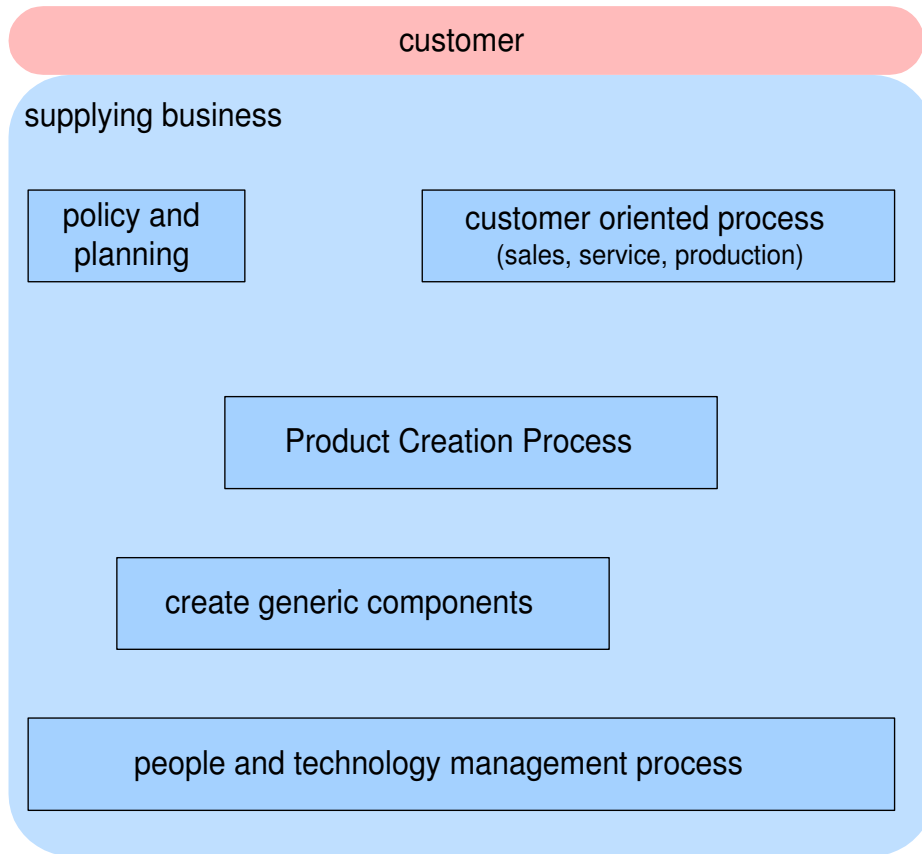 customer
supplying business
policy and
planning
customer oriented process
(sales, service, production)
Product Creation Process
create generic components
people and technology management process